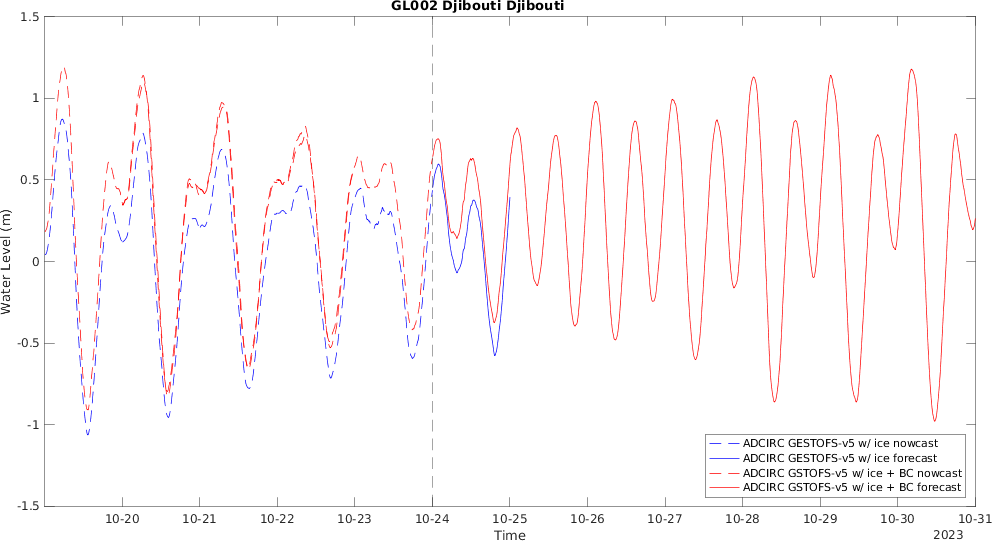 GL002 Djibouti Djibouti
1.5
1
0.5
0
-0.5
-1
-1.5
Water Level (m)
10-20 10-21 10-22 10-23 10-24 10-25 10-26 10-27 10-28 10-29 10-30 10-31
Time
2023
ADCIRC GESTOFS-v5 w/ ice nowcast
ADCIRC GESTOFS-v5 w/ ice forecast
ADCIRC GSTOFS-v5 w/ ice + BC nowcast
ADCIRC GSTOFS-v5 w/ ice + BC forecast